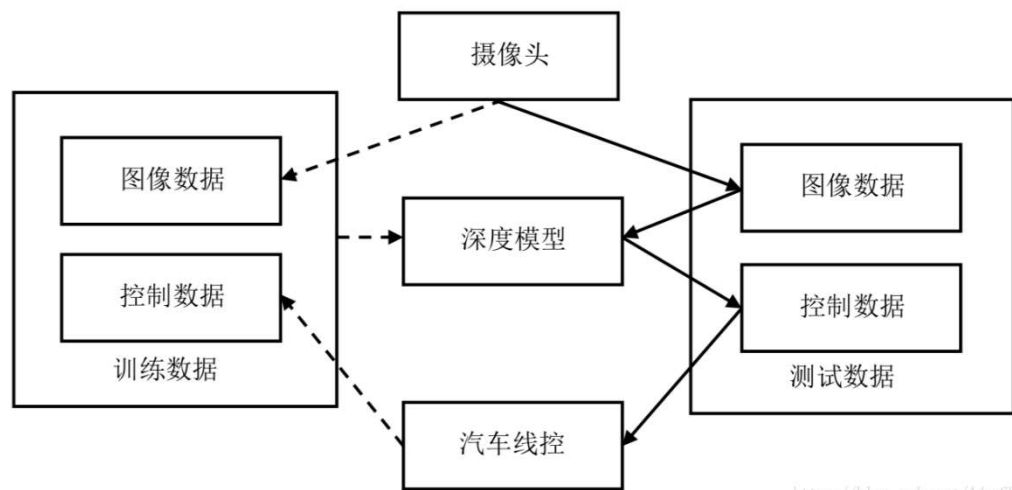 摄像头
图像数据
图像数据
深度模型
控制数据
控制数据
训练数据
测试数据
汽车线控